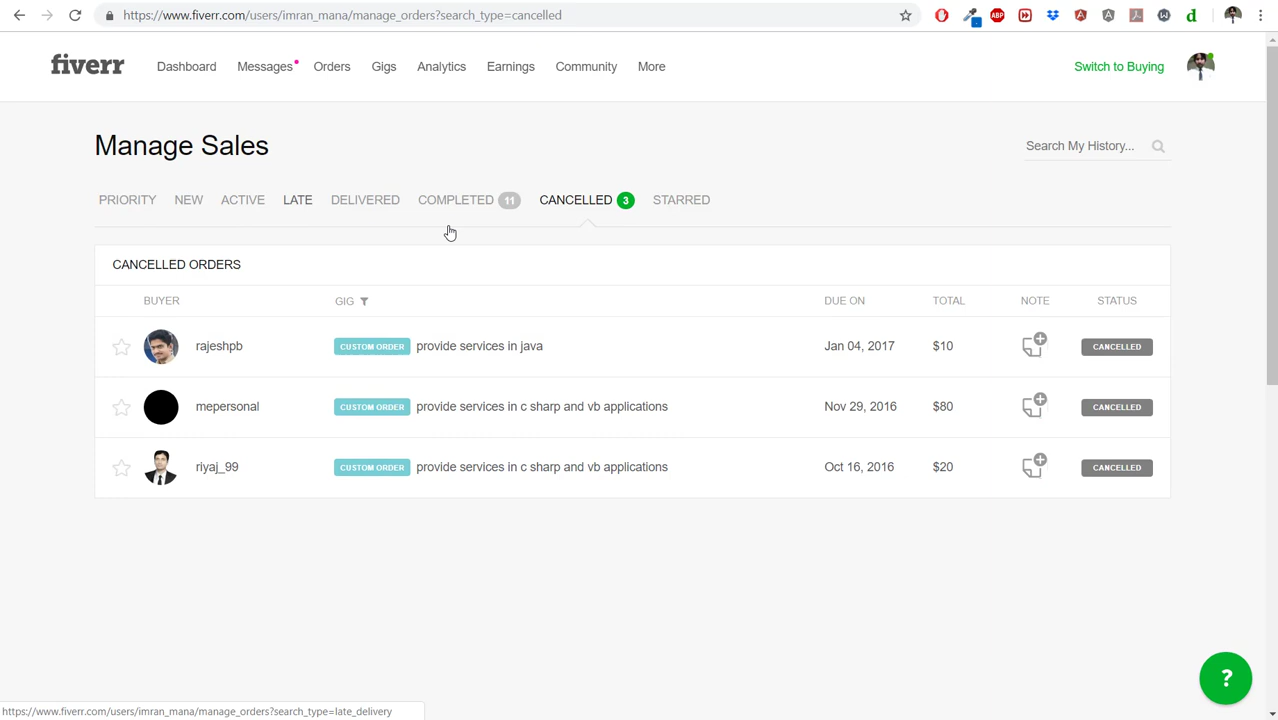 https://www.fiverr.com/users/imran_mana/manage_orders?search_type=cancelled
fiverr Dashboard Messages Orders Gigs Analytics Earnings Community More Switch to Buying
Manage Sales Search My History...
PRIORITY NEW ACTIVE LATE DELIVERED COMPLETED 11 CANCELLED 3 STARRED
CANCELLED ORDERS
BUYER GIG DUE ON TOTAL NOTE STATUS
rajeshpb CUSTOM ORDER provide services in java Jan 04, 2017 $10 CANCELLED
mepersonal CUSTOM ORDER provide services in c sharp and vb applications Nov 29, 2016 $80 CANCELLED
riyaj_99 CUSTOM ORDER provide services in c sharp and vb applications Oct 16, 2016 $20 CANCELLED
?
https://www.fiverr.com/users/imran_mana/manage_orders?search_type=late_delivery